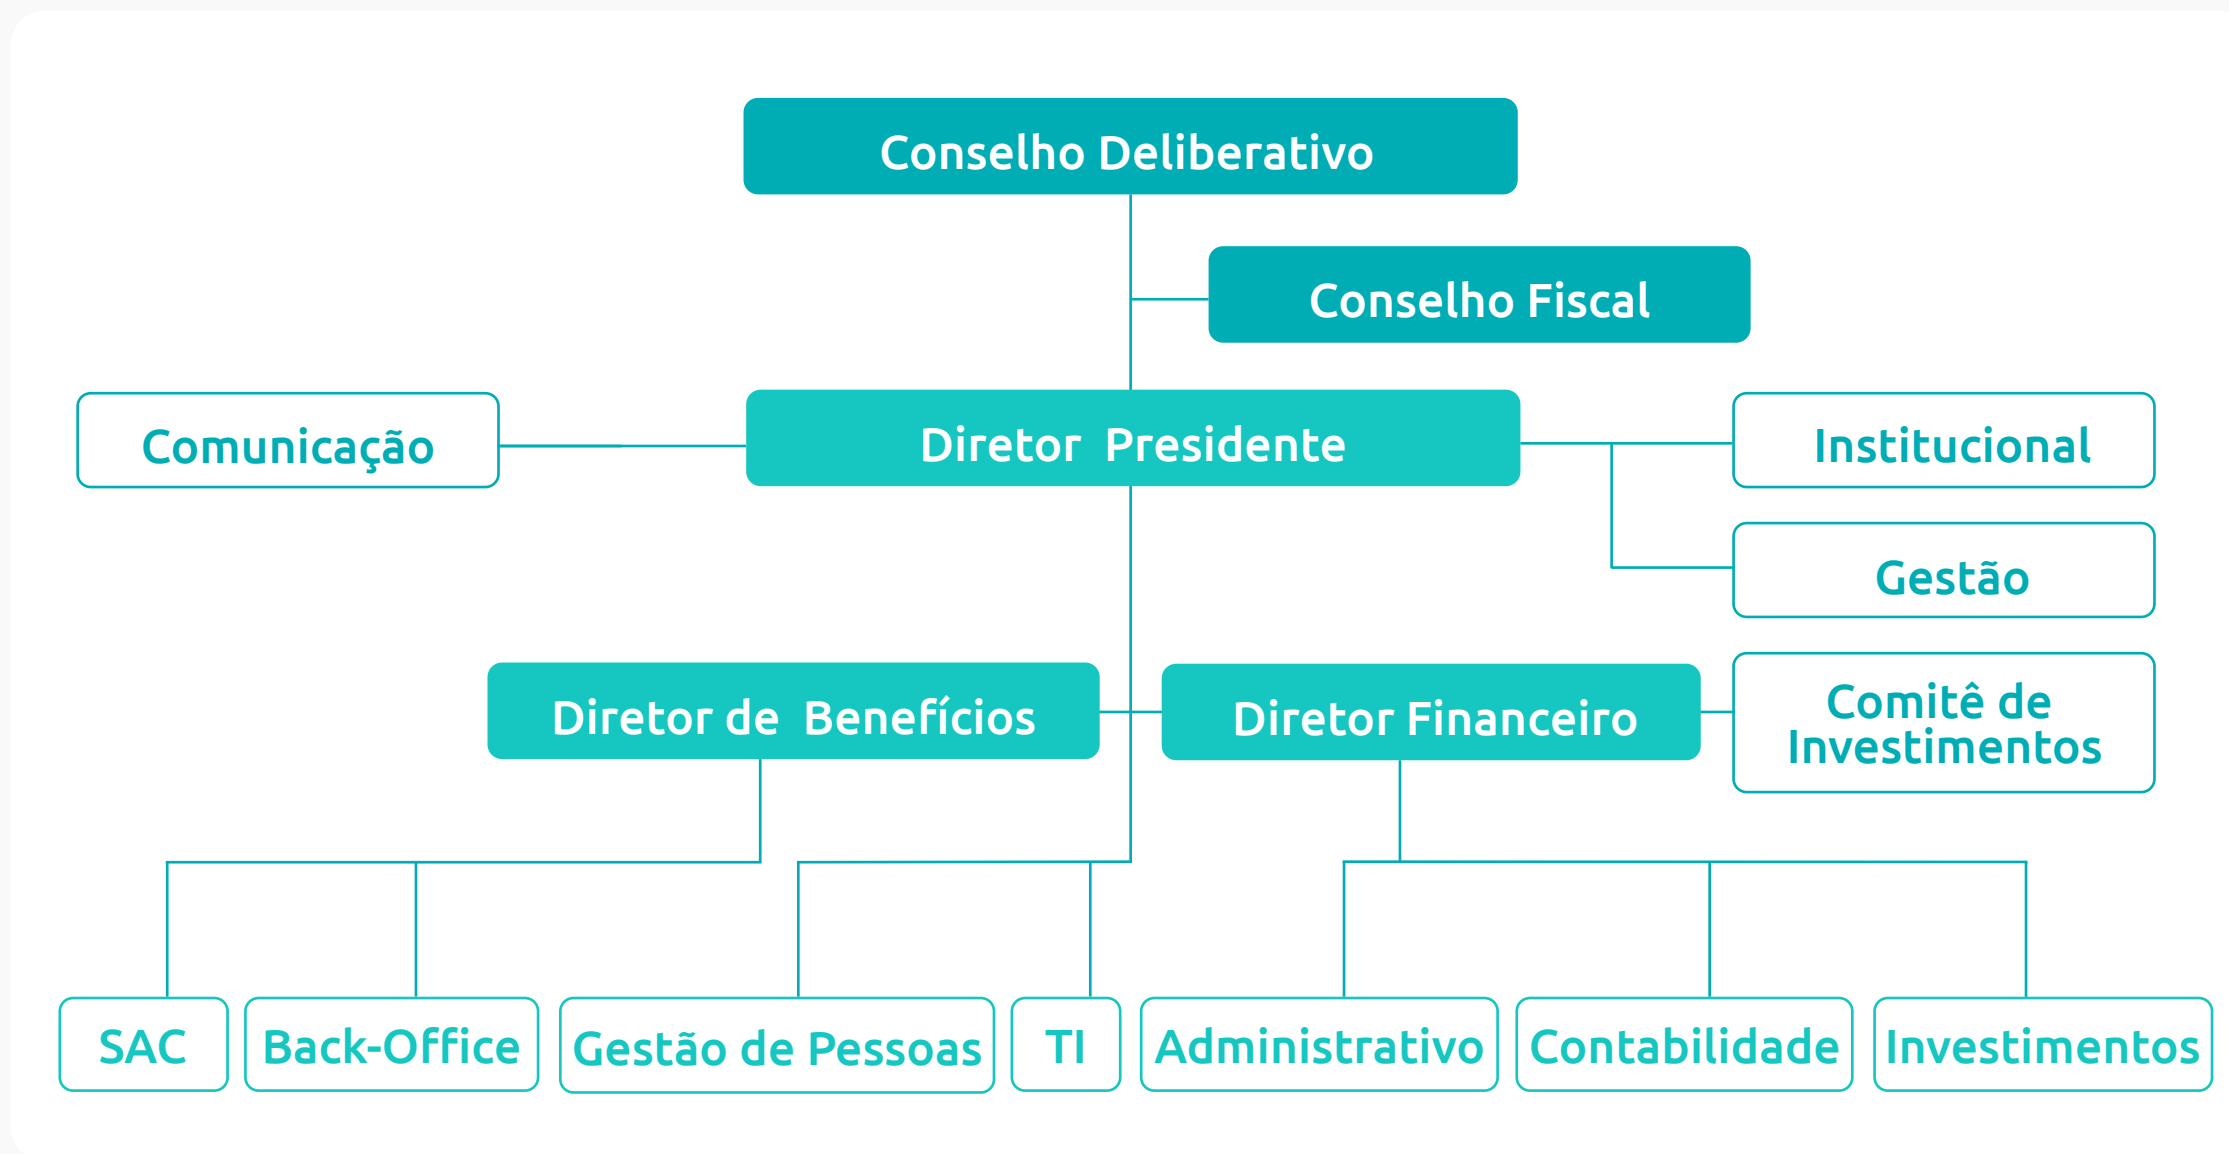 Conselho Deliberativo
Conselho Fiscal
Comunicação
Diretor  Presidente
Institucional
Gestão
Diretor de  Benefícios
Diretor Financeiro
Comitê de
Investimentos
SAC
Back-Office
Gestão de Pessoas
TI
Administrativo
Contabilidade
Investimentos